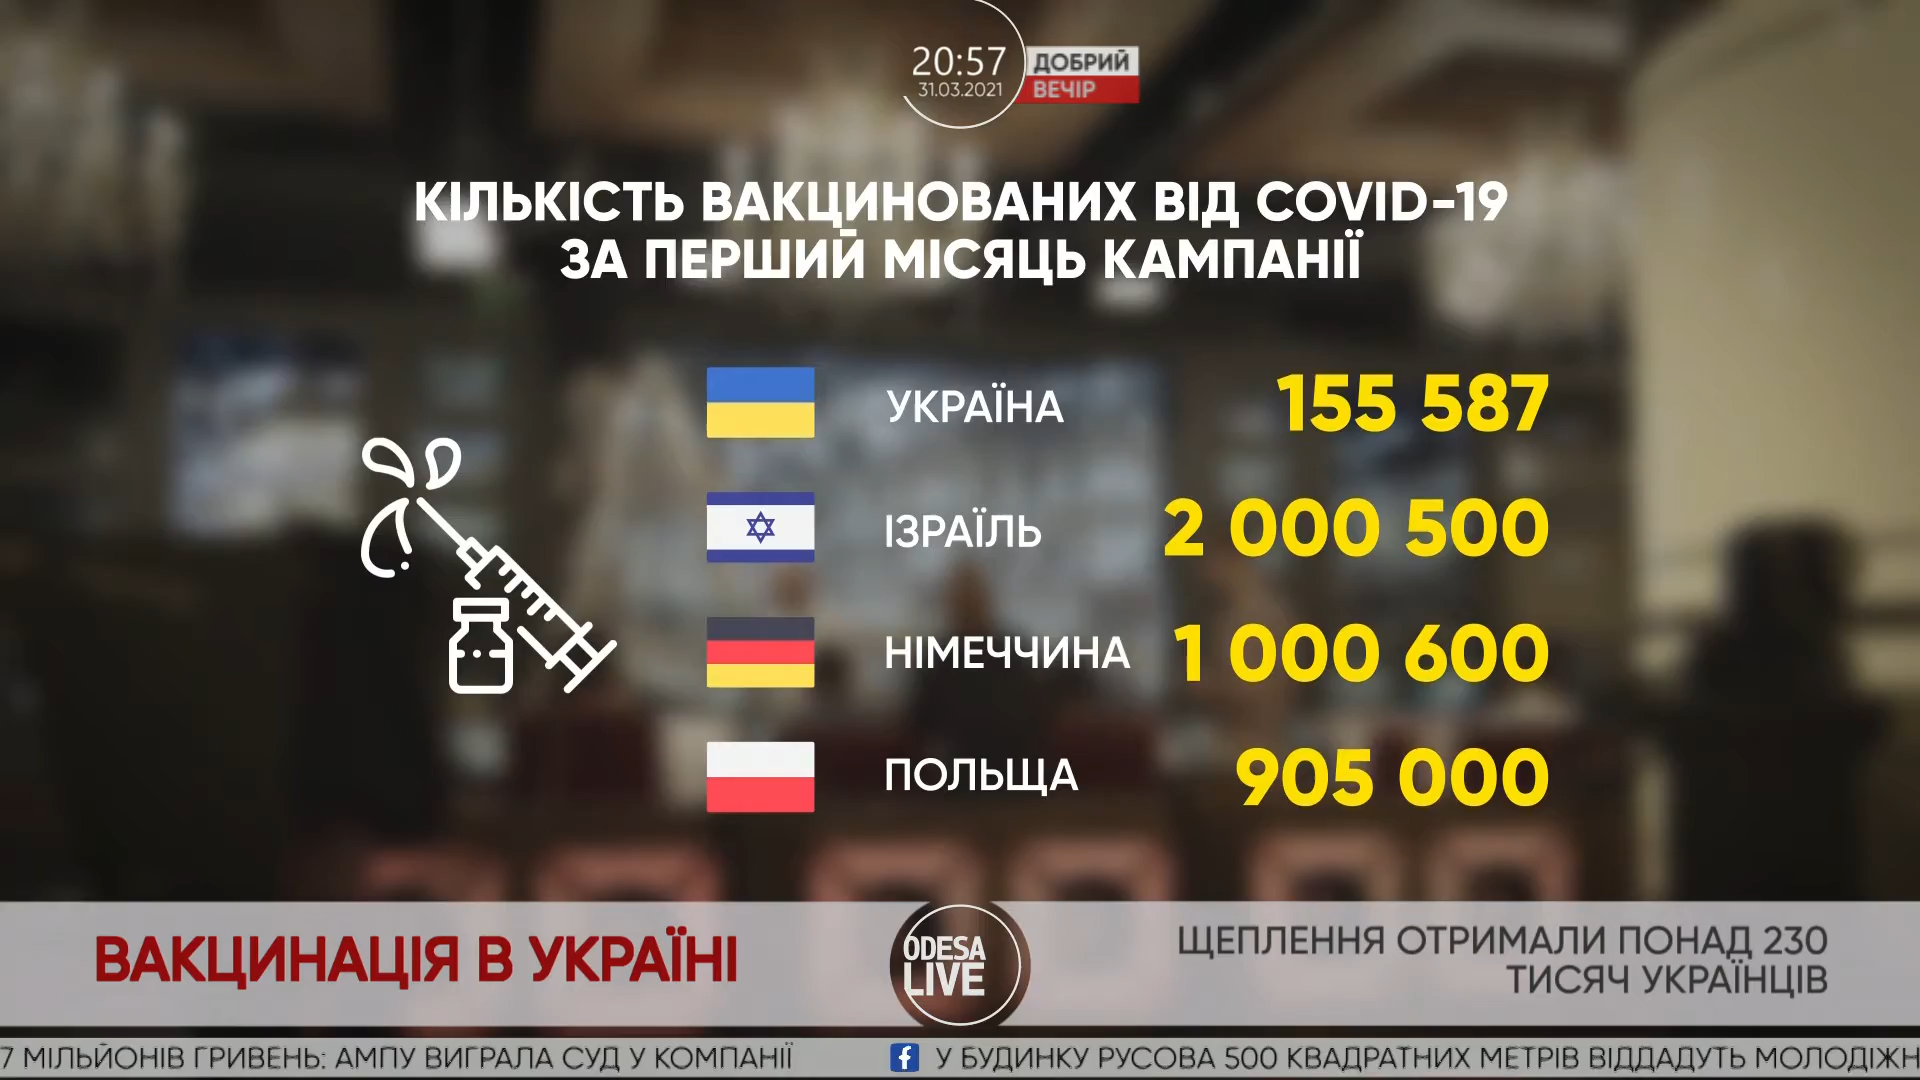 20:57
31.03.2021
ДОБРИЙ
ВЕЧІР
КІЛЬКІСТЬ ВАКЦИНОВАНИХ ВІД COVID-19
ЗА ПЕРШИЙ МІСЯЦЬ КАМПАНІЇ
УКРАЇНА 155 587
ІЗРАЇЛЬ 2 000 500
НІМЕЧЧИНА 1 000 600
ПОЛЬЩА 905 000
ВАКЦИНАЦІЯ В УКРАЇНІ
ODESA
LIVE
ЩЕПЛЕННЯ ОТРИМАЛИ ПОНАД 230
ТИСЯЧ УКРАЇНЦІВ
7 МІЛЬЙОНІВ ГРИВЕНЬ: АМПУ ВИГРАЛА СУД У КОМПАНІЇ
У БУДИНКУ РУСОВА 500 КВАДРАТНИХ МЕТРІВ ВІДДАДУТЬ МОЛОДІЖН